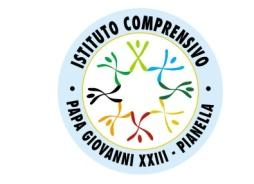 ISTITUTO COMPRENSIVO
• PAPA GIOVANNI XXIII - PIANELLA •